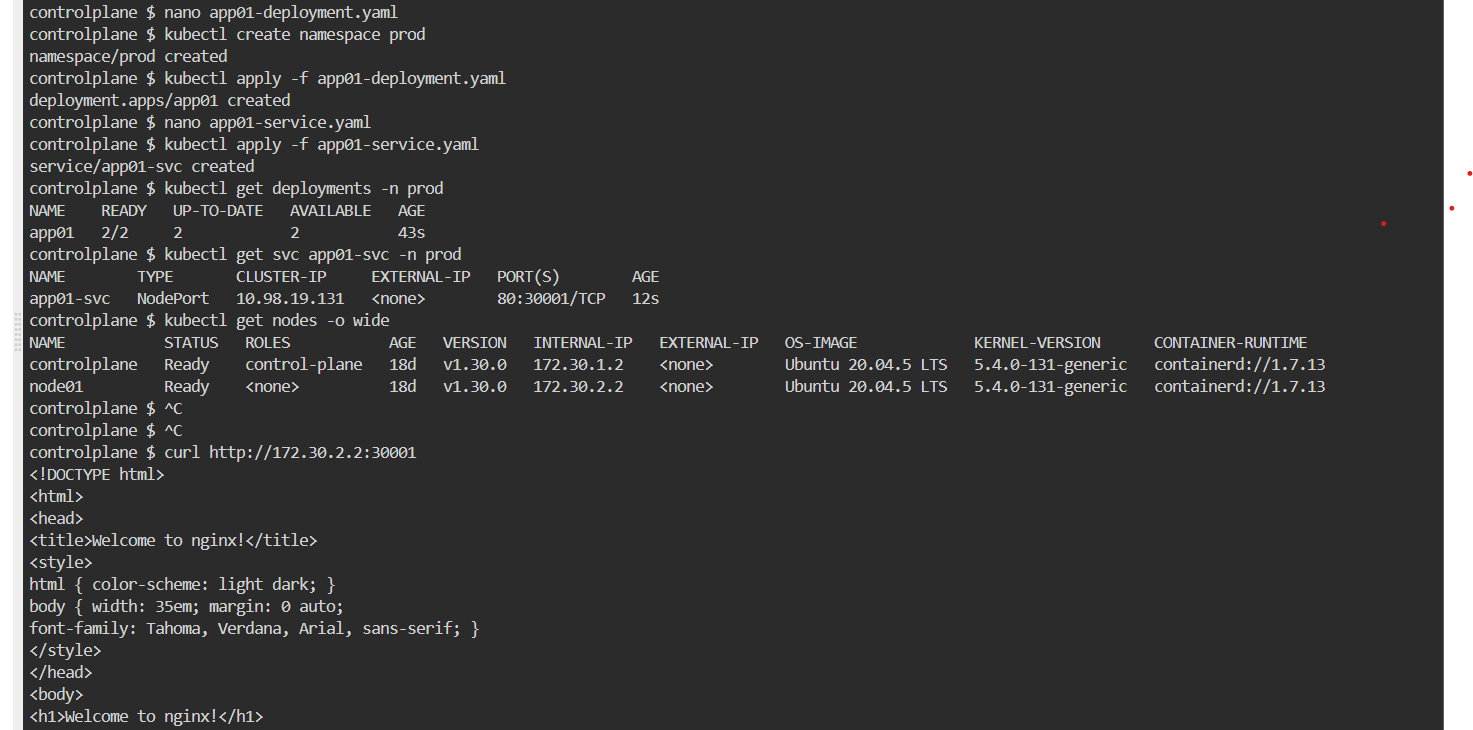 controlplane $ nano app01-deployment.yaml
controlplane $ kubectl create namespace prod
namespace/prod created
controlplane $ kubectl apply -f app01-deployment.yaml
deployment.apps/app01 created
controlplane $ nano app01-service.yaml
controlplane $ kubectl apply -f app01-service.yaml
service/app01-svc created
controlplane $ kubectl get deployments -n prod
NAME    READY   UP-TO-DATE   AVAILABLE   AGE
app01   2/2     2            2           43s
controlplane $ kubectl get svc app01-svc -n prod
NAME        TYPE       CLUSTER-IP     EXTERNAL-IP   PORT(S)        AGE
app01-svc   NodePort   10.98.19.131   <none>        80:30001/TCP   12s
controlplane $ kubectl get nodes -o wide
NAME           STATUS   ROLES           AGE   VERSION   INTERNAL-IP   EXTERNAL-IP   OS-IMAGE             KERNEL-VERSION     CONTAINER-RUNTIME
controlplane   Ready    control-plane   18d   v1.30.0   172.30.1.2    <none>        Ubuntu 20.04.5 LTS   5.4.0-131-generic   containerd://1.7.13
node01         Ready    <none>          18d   v1.30.0   172.30.2.2    <none>        Ubuntu 20.04.5 LTS   5.4.0-131-generic   containerd://1.7.13
controlplane $ ^C
controlplane $ ^C
controlplane $ curl http://172.30.2.2:30001
<!DOCTYPE html>
<html>
<head>
<title>Welcome to nginx!</title>
<style>
html { color-scheme: light dark; }
body { width: 35em; margin: 0 auto;
font-family: Tahoma, Verdana, Arial, sans-serif; }
</style>
</head>
<body>
<h1>Welcome to nginx!</h1>